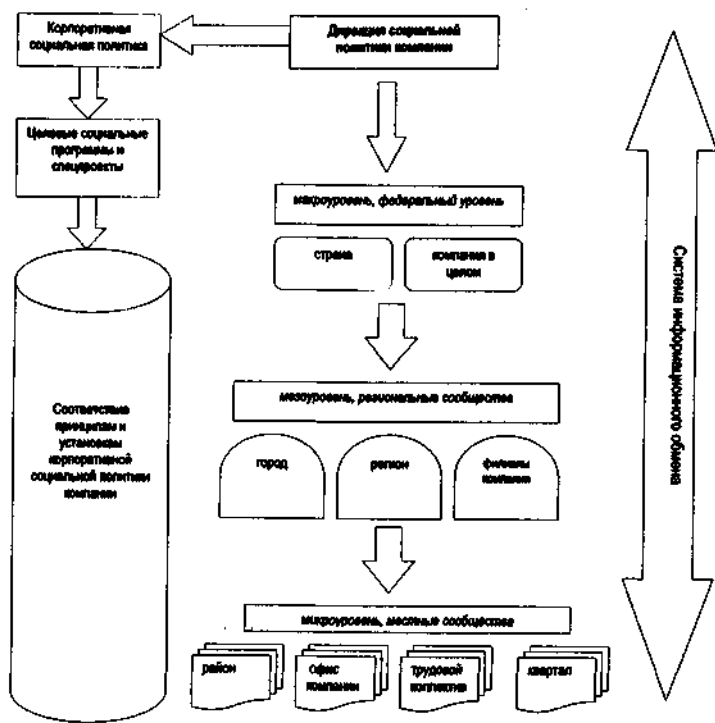 Корпоративная
социальная политика
Дирекция социальной
политики компании
Целевые социальные
программы и
спецпроекты
макроуровень, федеральный уровень
страна
компания в
целом
Система информационного обмена
мезоуровень, региональные сообщества
Соответствие
принципам и
установкам
корпоративной
социальной политики
компании
город
регион
филиалы
компании
микроуровень, местные сообщества
район
офис
компании
трудовой
коллектив
квартал